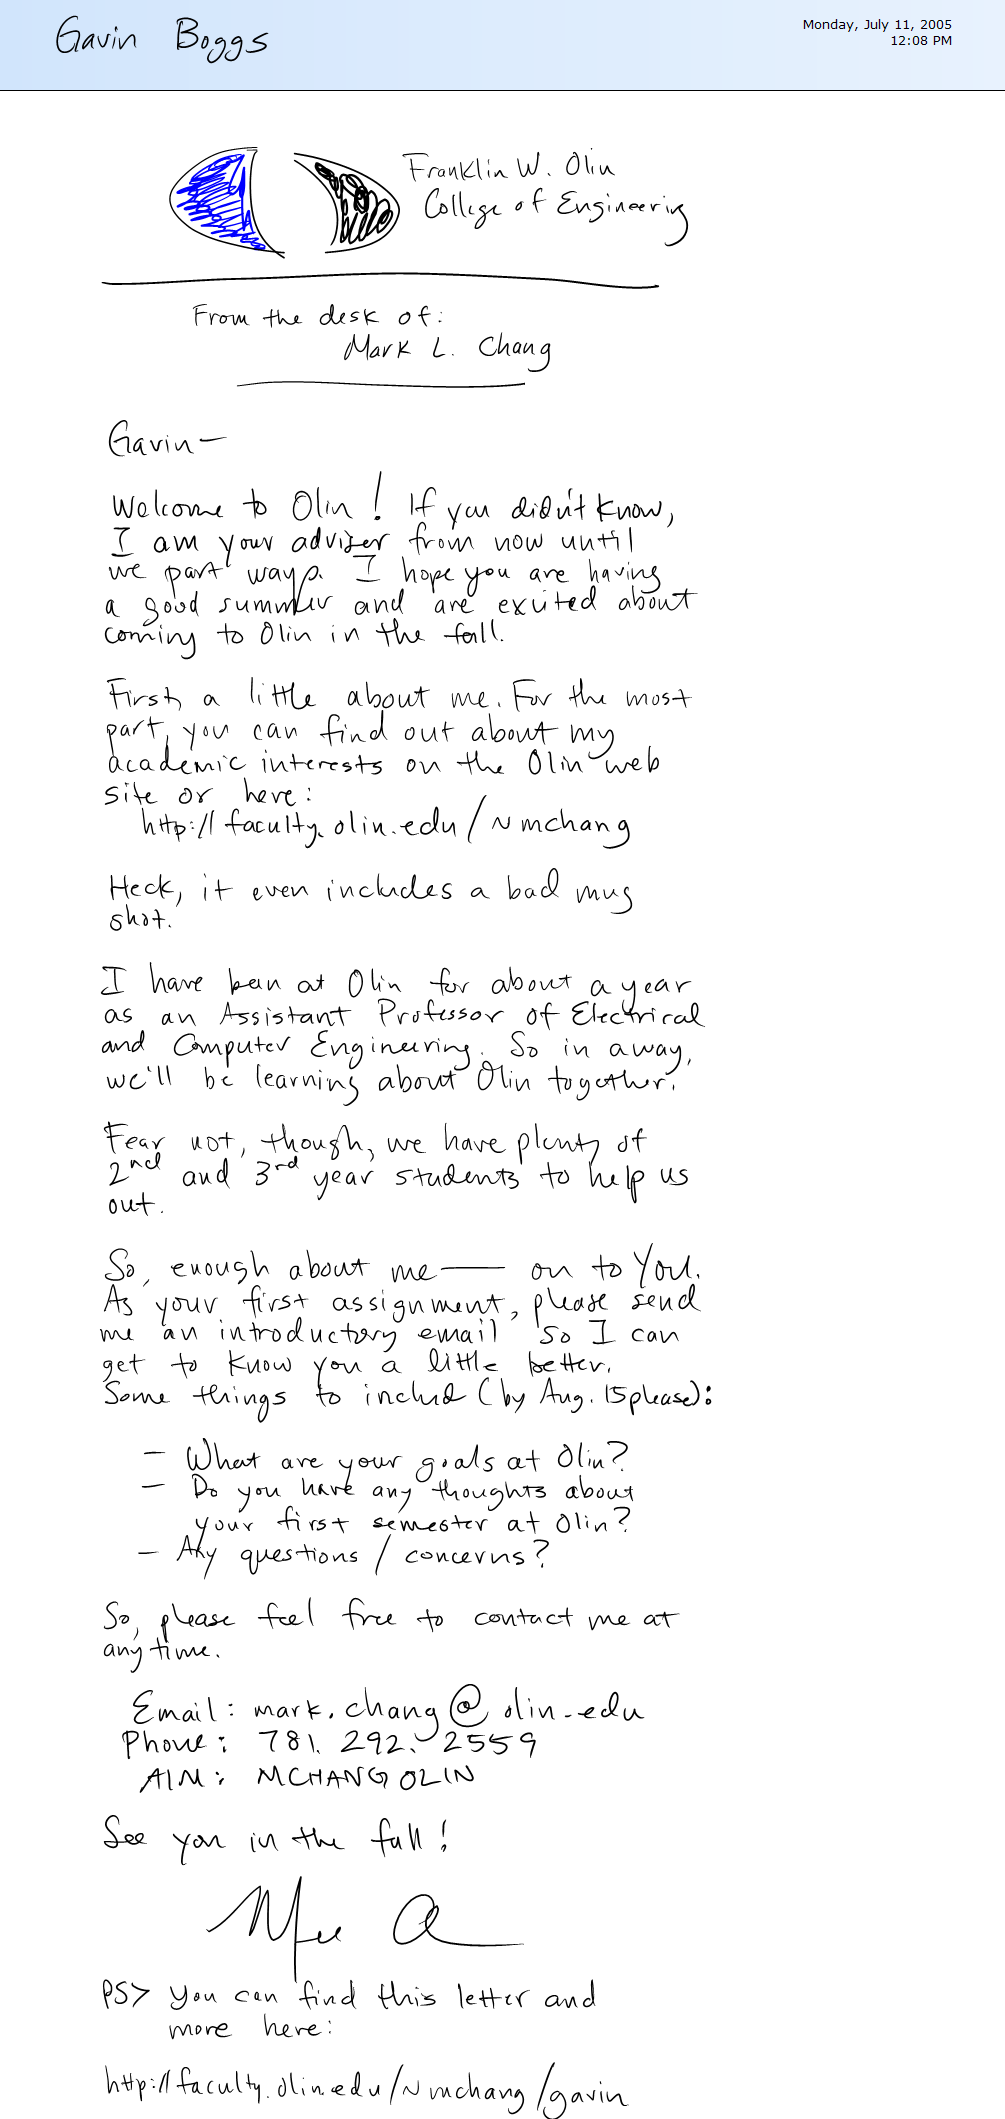 Gavin Boggs
Monday, July 11, 2005
12:08 PM
Franklin W. Olin
College of Engineering
From the desk of:
Mark L. Chang
Gavin—
Welcome to Olin! If you didn't know,
I am your adviser from now until
we part ways. I hope you are having
a good summer and are excited about
coming to Olin in the fall.
First, a little about me. For the most
part, you can find out about my
academic interests on the Olin web
site or here:
http://faculty.olin.edu/~mchang
Heck, it even includes a bad mug
shot.
I have been at Olin for about a year
as an Assistant Professor of Electrical
and Computer Engineering. So in a way,
we'll be learning about Olin together.
Fear not, though, we have plenty of
2nd and 3rd year students to help us
out.
So, enough about me — on to You.
As your first assignment, please send
me an introductory email so I can
get to know you a little better.
Some things to include (by Aug. 15 please):
- What are your goals at Olin?
- Do you have any thoughts about
your first semester at Olin?
- Any questions / concerns?
So, please feel free to contact me at
any time.
Email: mark.chang@olin.edu
Phone: 781.292.2559
AIM: MCHANGOLIN
See you in the fall!
PS> You can find this letter and
more here:
http://faculty.olin.edu/~mchang/gavin